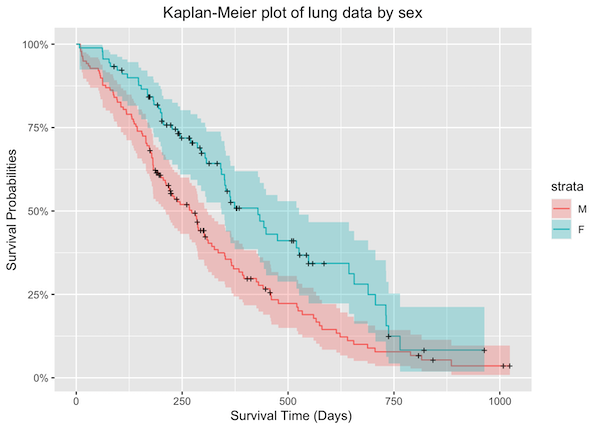 Kaplan-Meier plot of lung data by sex
Survival Probabilities
100%
75%
50%
25%
0%
0
250
500
750
1000
Survival Time (Days)
strata
M
F